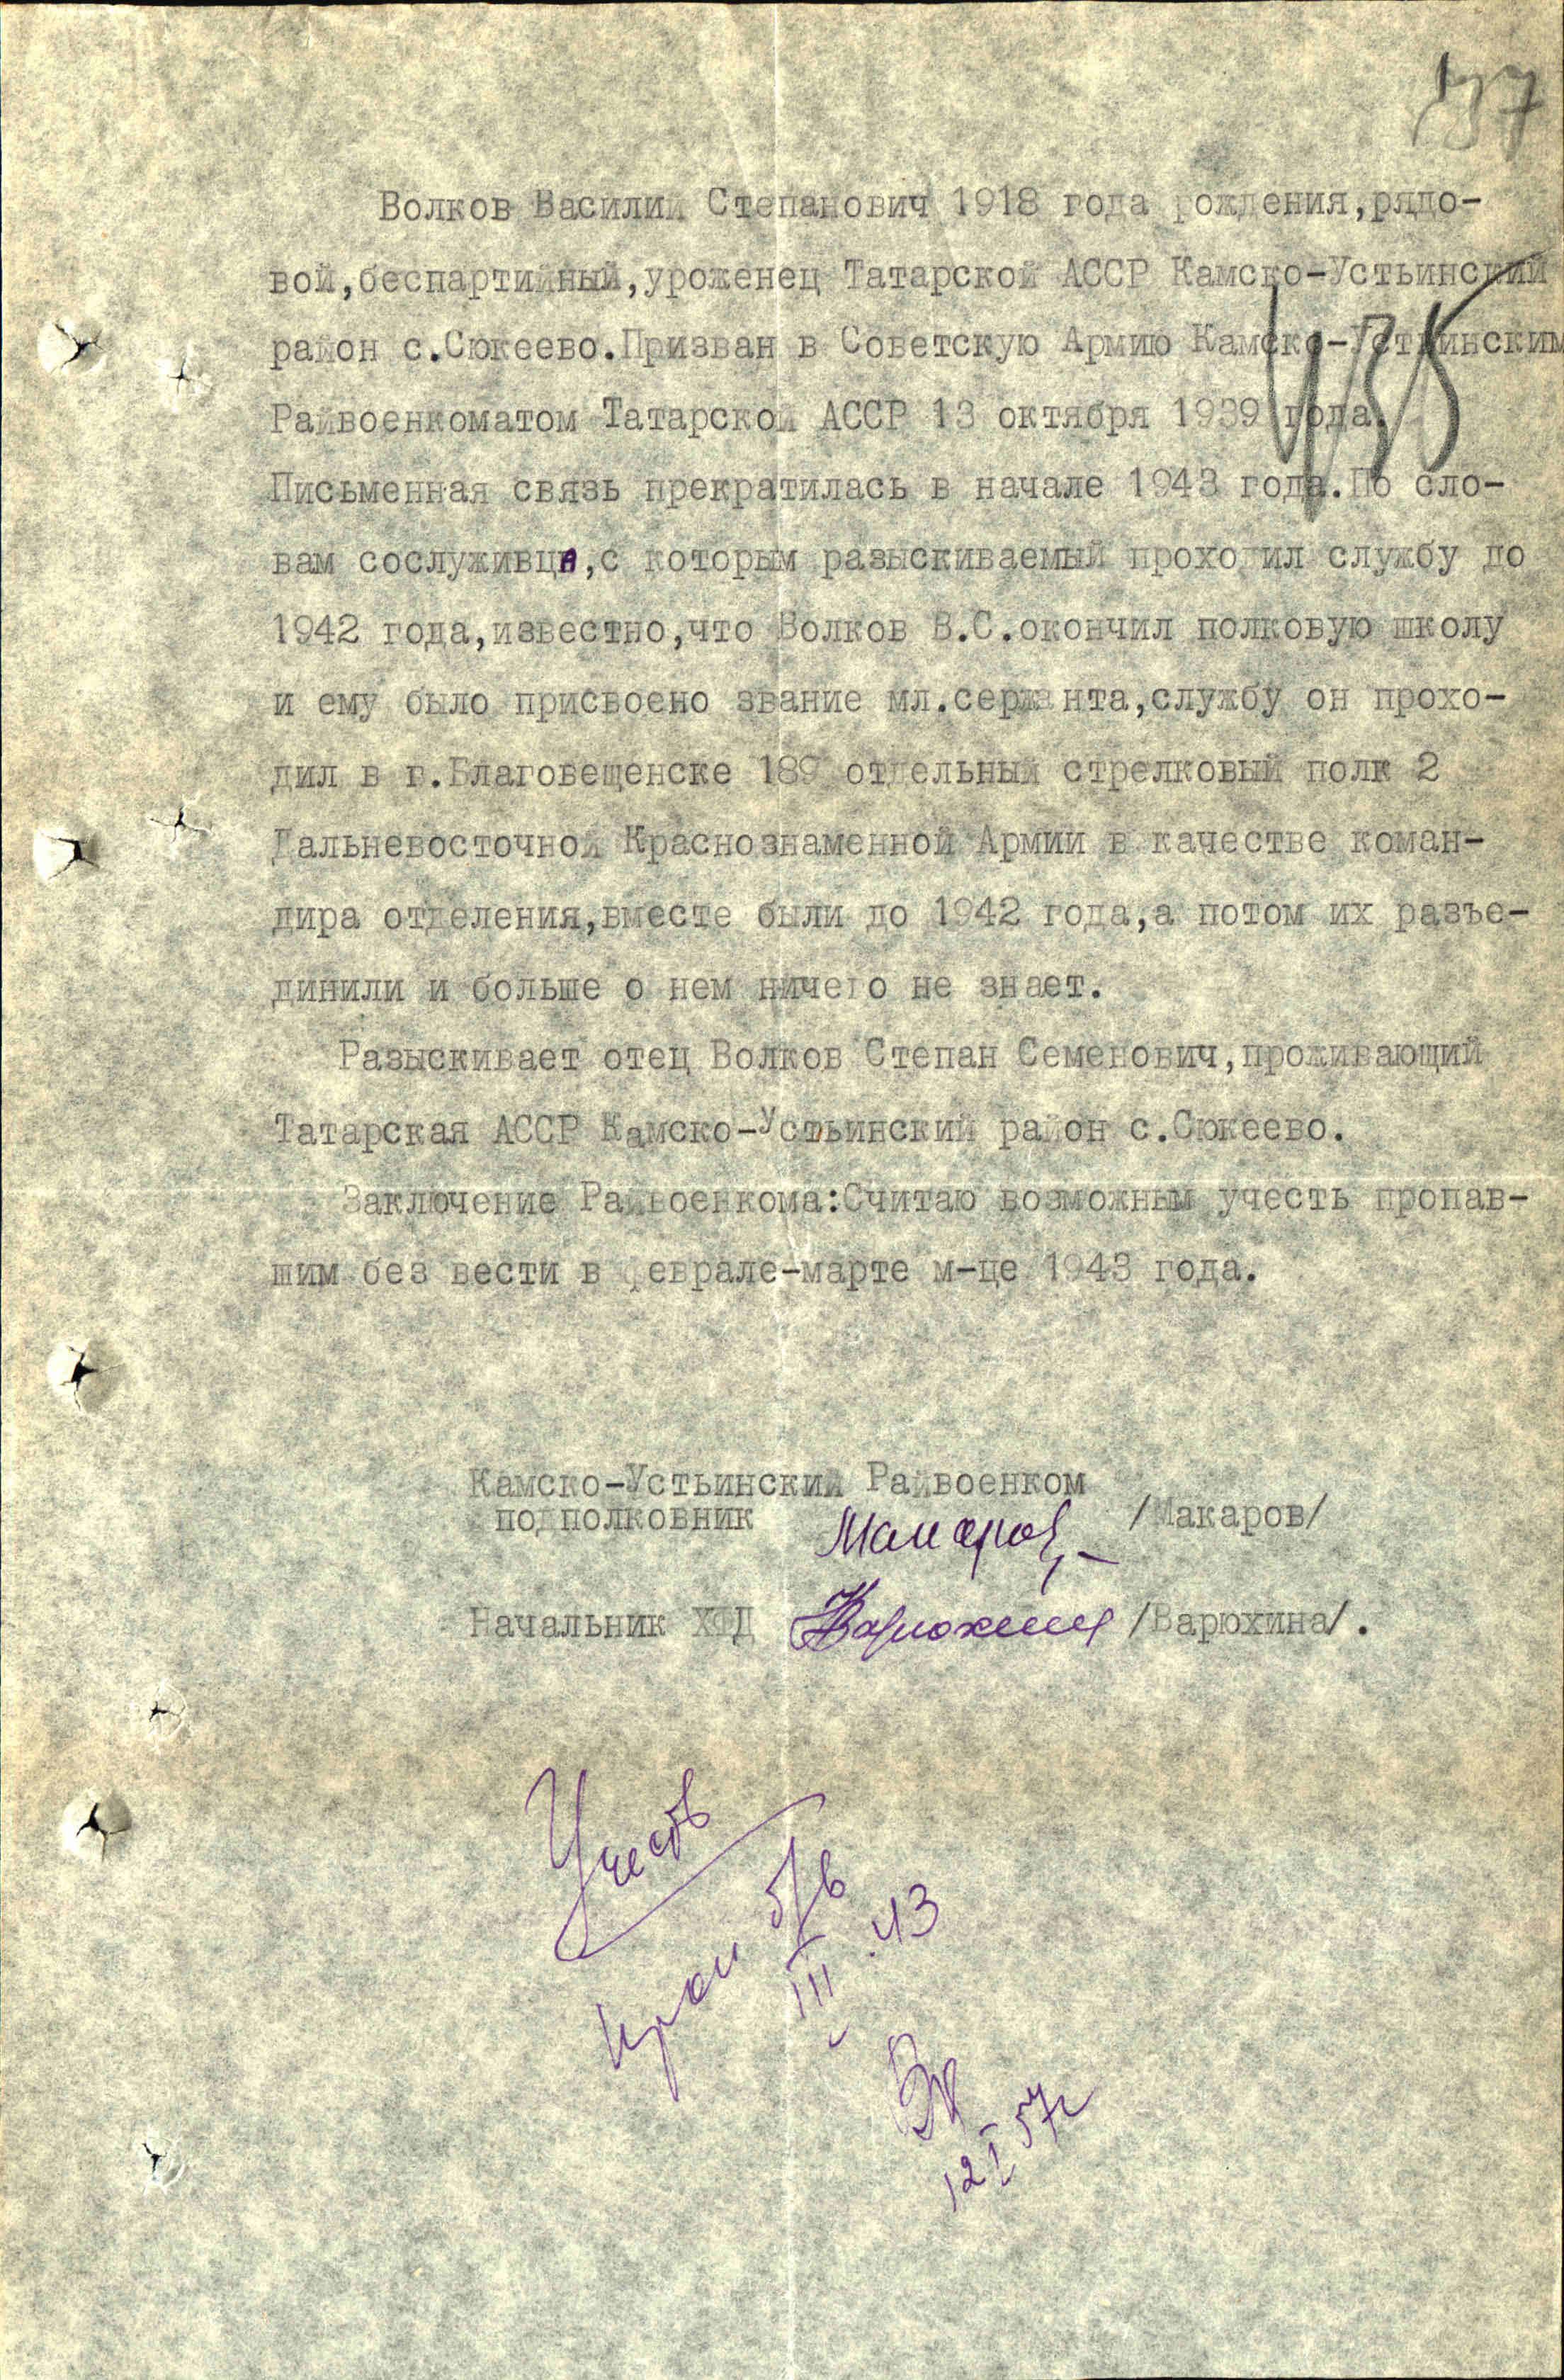 Волков Василий Степанович 1918 года рождения,рядо-
вой,беспартийный,уроженец Татарской АССР Камско-Устьинский
район с.Сюкеево.Призван в Советскую Армию Камско-Устьинским
Райвоенкоматом Татарской АССР 13 октября 1939 года.
435
Письменная связь прекратилась в начале 1943 года.По сло-
вам сослуживца,с которым разыскиваемый проходил службу до
1942 года,известно,что Волков В.С.окончил полковую школу
и ему было присвоено звание мл.сержанта,службу он прохо-
дил в г.Благовещенске 189 отдельный стрелковый полк 2
Дальневосточной Краснознаменной Армии в качестве коман-
дира отделения,вместе были до 1942 года,а потом их разъе-
динили и больше о нем ничего не знает.
Разыскивает отец Волков Степан Семенович,проживающий
Татарская АССР Камско-Устьинский район с.Сюкеево.
Заключение Райвоенкома:Считаю возможным учесть пропав-
шим без вести в феврале-марте м-це 1943 года.
Камско-Устьинский Райвоенком
подполковник Макаров /Макаров/
Начальник ХФД Варюхина /Варюхина/.
Учесть
проп б/в
III.43
12 I 57г